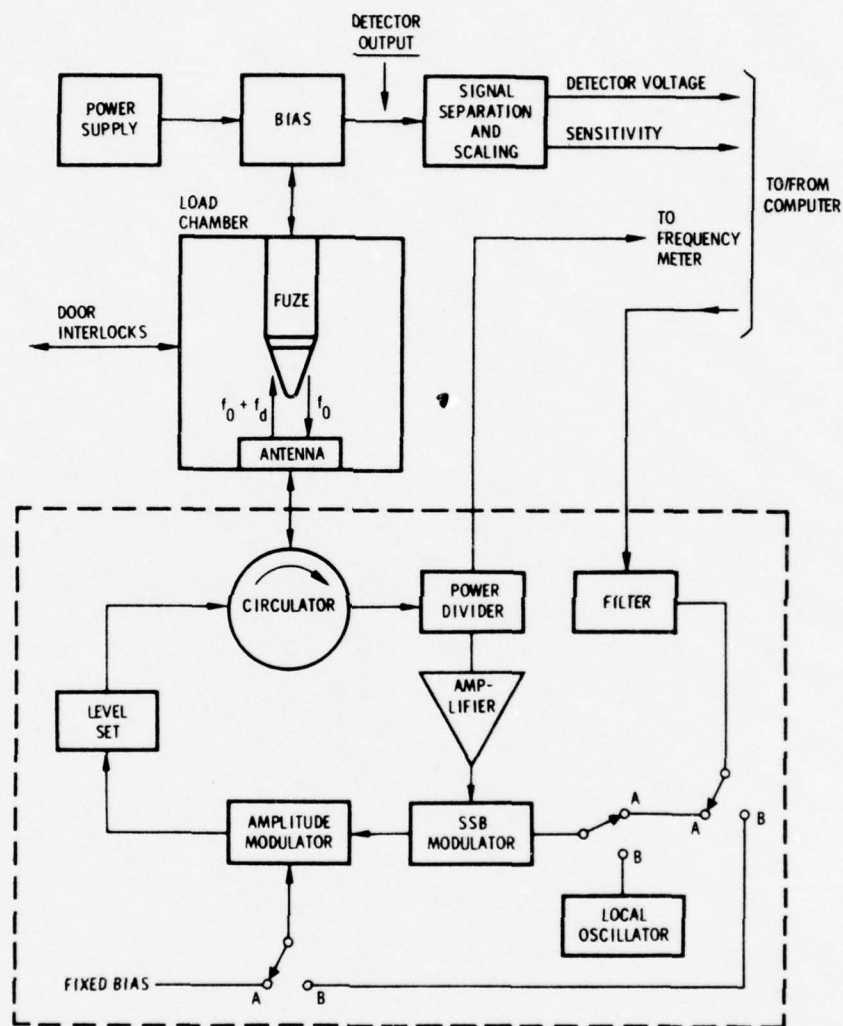 DETECTOR
OUTPUT
POWER
SUPPLY
BIAS
SIGNAL
SEPARATION
AND
SCALING
DETECTOR VOLTAGE
SENSITIVITY
TO/FROM
COMPUTER
TO
FREQUENCY
METER
LOAD
CHAMBER
FUZE
DOOR
INTERLOCKS
f0 + fd
f0
ANTENNA
CIRCULATOR
POWER
DIVIDER
FILTER
AMP-
LIFIER
LEVEL
SET
AMPLITUDE
MODULATOR
SSB
MODULATOR
A
A
B
B
LOCAL
OSCILLATOR
FIXED BIAS
A
B